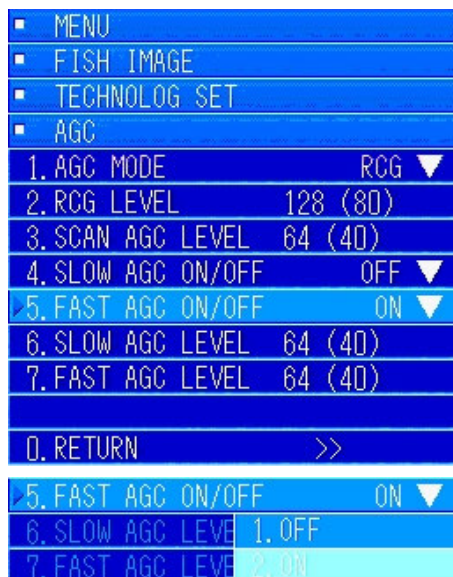 MENU
FISH IMAGE
TECHNOLOG SET
AGC
1. AGC MODE RCG ▼
2. RCG LEVEL 128 (80)
3. SCAN AGC LEVEL 64 (40)
4. SLOW AGC ON/OFF OFF ▼
5. FAST AGC ON/OFF ON ▼
6. SLOW AGC LEVEL 64 (40)
7. FAST AGC LEVEL 64 (40)
0. RETURN >>
5. FAST AGC ON/OFF ON ▼
6. SLOW AGC LEVE 1. OFF
7. FAST AGC LEVE 2. ON